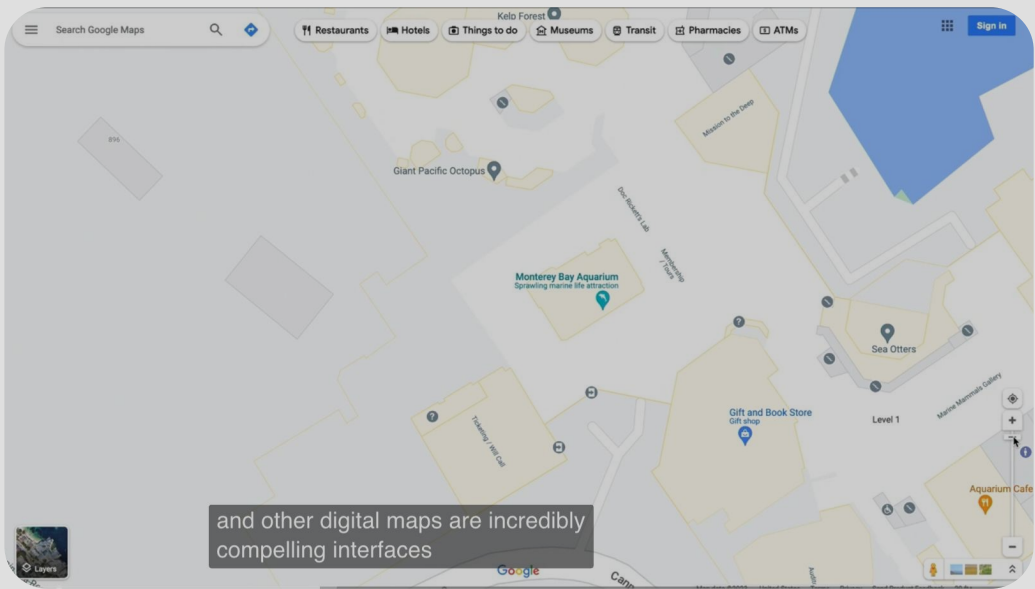 Kelp Forest
Search Google Maps
Restaurants
Hotels
Things to do
Museums
Transit
Pharmacies
ATMs
Sign in
896
Mission to the Deep
Giant Pacific Octopus
Doc Ricketts Lab
Membership
/ Tours
Monterey Bay Aquarium
Sprawling marine life attraction
Sea Otters
Marine Mammals Gallery
Level 1
Gift and Book Store
Gift shop
Ticketing / Will Call
Aquarium Cafe
and other digital maps are incredibly
compelling interfaces
Layers
Google
Cann